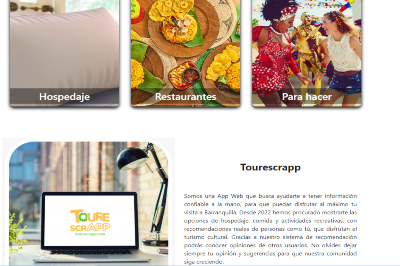 Hospedaje
Restaurantes
Para hacer
Tourescrapp
TOURE
SCRAPP
Somos una App Web que busca ayudarte a tener información
confiable a la mano, para que puedas disfrutar al máximo tu
visita a Barranquilla. Desde 2022 hemos procurado mostrarte las
opciones de hospedaje, comida y actividades recreativas, con
recomendaciones reales de personas como tú, que disfrutan el
turismo cultural. Gracias a nuestro sistema de recomendación
podrás conocer opiniones de otros usuarios. No olvides dejar
siempre tu opinión y sugerencias para que nuestra comunidad
siga creciendo.